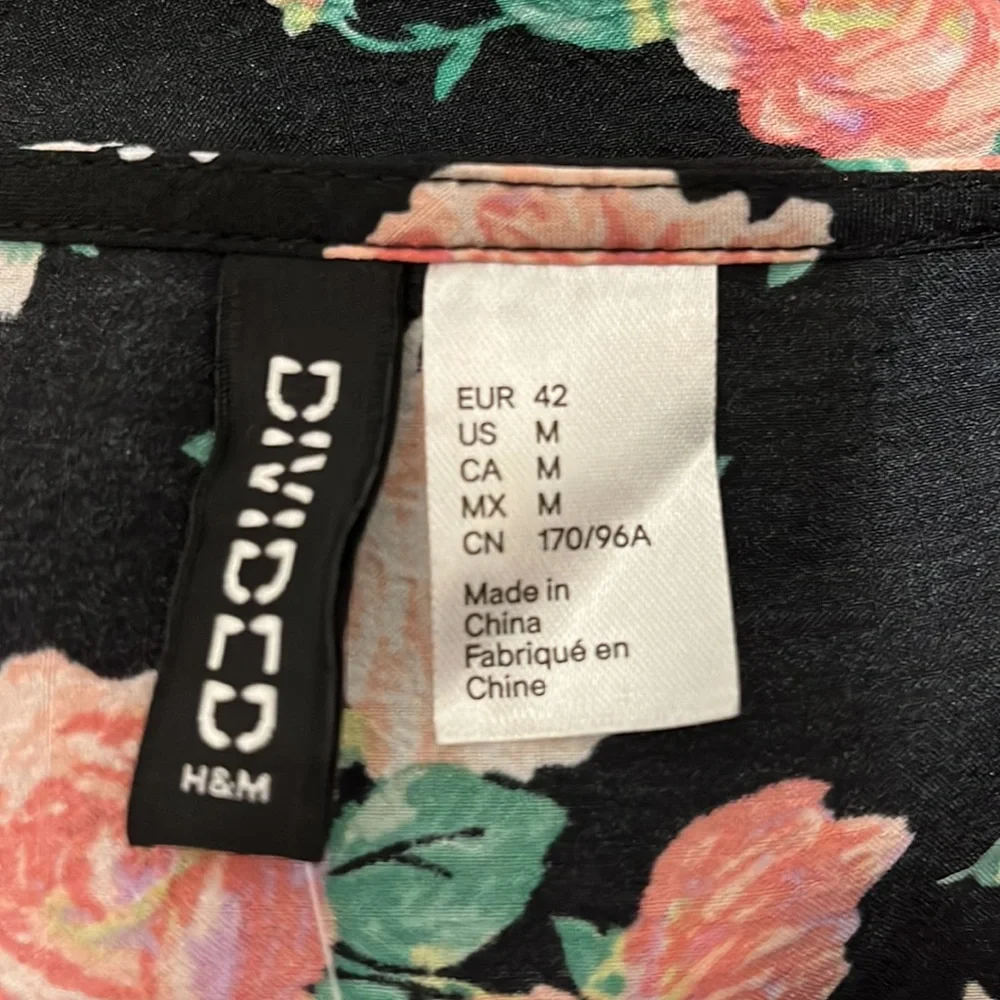 DIVIDED
H&M
EUR 42
US M
CA M
MX M
CN 170/96A
Made in
China
Fabriqué en
Chine